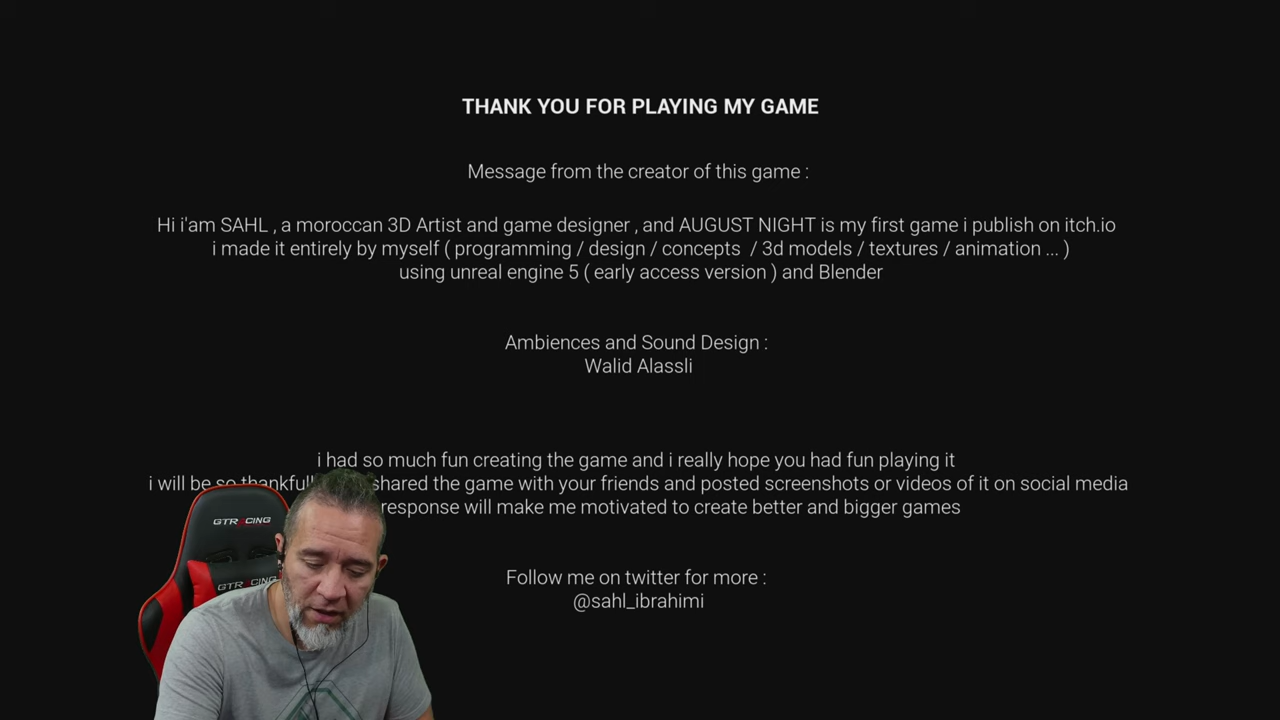 THANK YOU FOR PLAYING MY GAME
Message from the creator of this game :
Hi i'am SAHL , a moroccan 3D Artist and game designer , and AUGUST NIGHT is my first game i publish on itch.io
i made it entirely by myself ( programming / design / concepts / 3d models / textures / animation ... )
using unreal engine 5 ( early access version ) and Blender
Ambiences and Sound Design :
Walid Alassli
i had so much fun creating the game and i really hope you had fun playing it
i will be so thankfull shared the game with your friends and posted screenshots or videos of it on social media
response will make me motivated to create better and bigger games
Follow me on twitter for more :
@sahl_ibrahimi
GTRACING
GTRACING